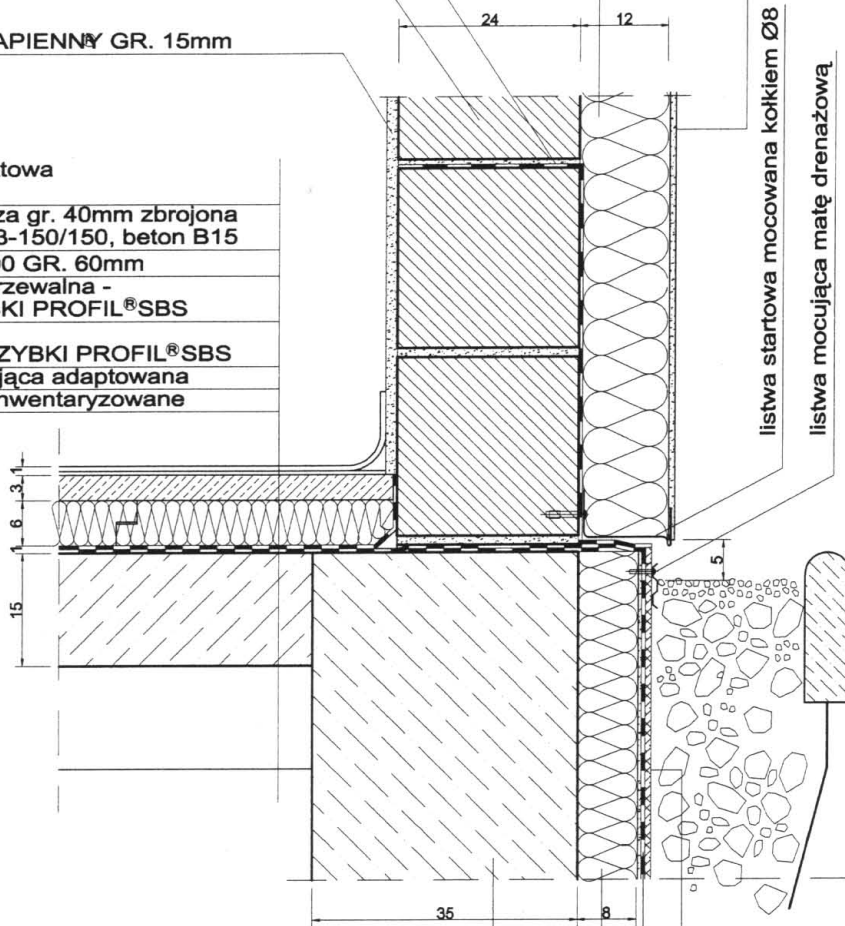 APIENNY® GR. 15mm
24
12
towa
za gr. 40mm zbrojona
3-150/150, beton B15
00 GR. 60mm
rzewalna -
KI PROFIL®SBS
ZYBKI PROFIL®SBS
jąca adaptowana
nwentaryzowane
listwa startowa mocowana kołkiem Ø8
listwa mocująca matę drenażową
1
3
6
1
15
5
35
8